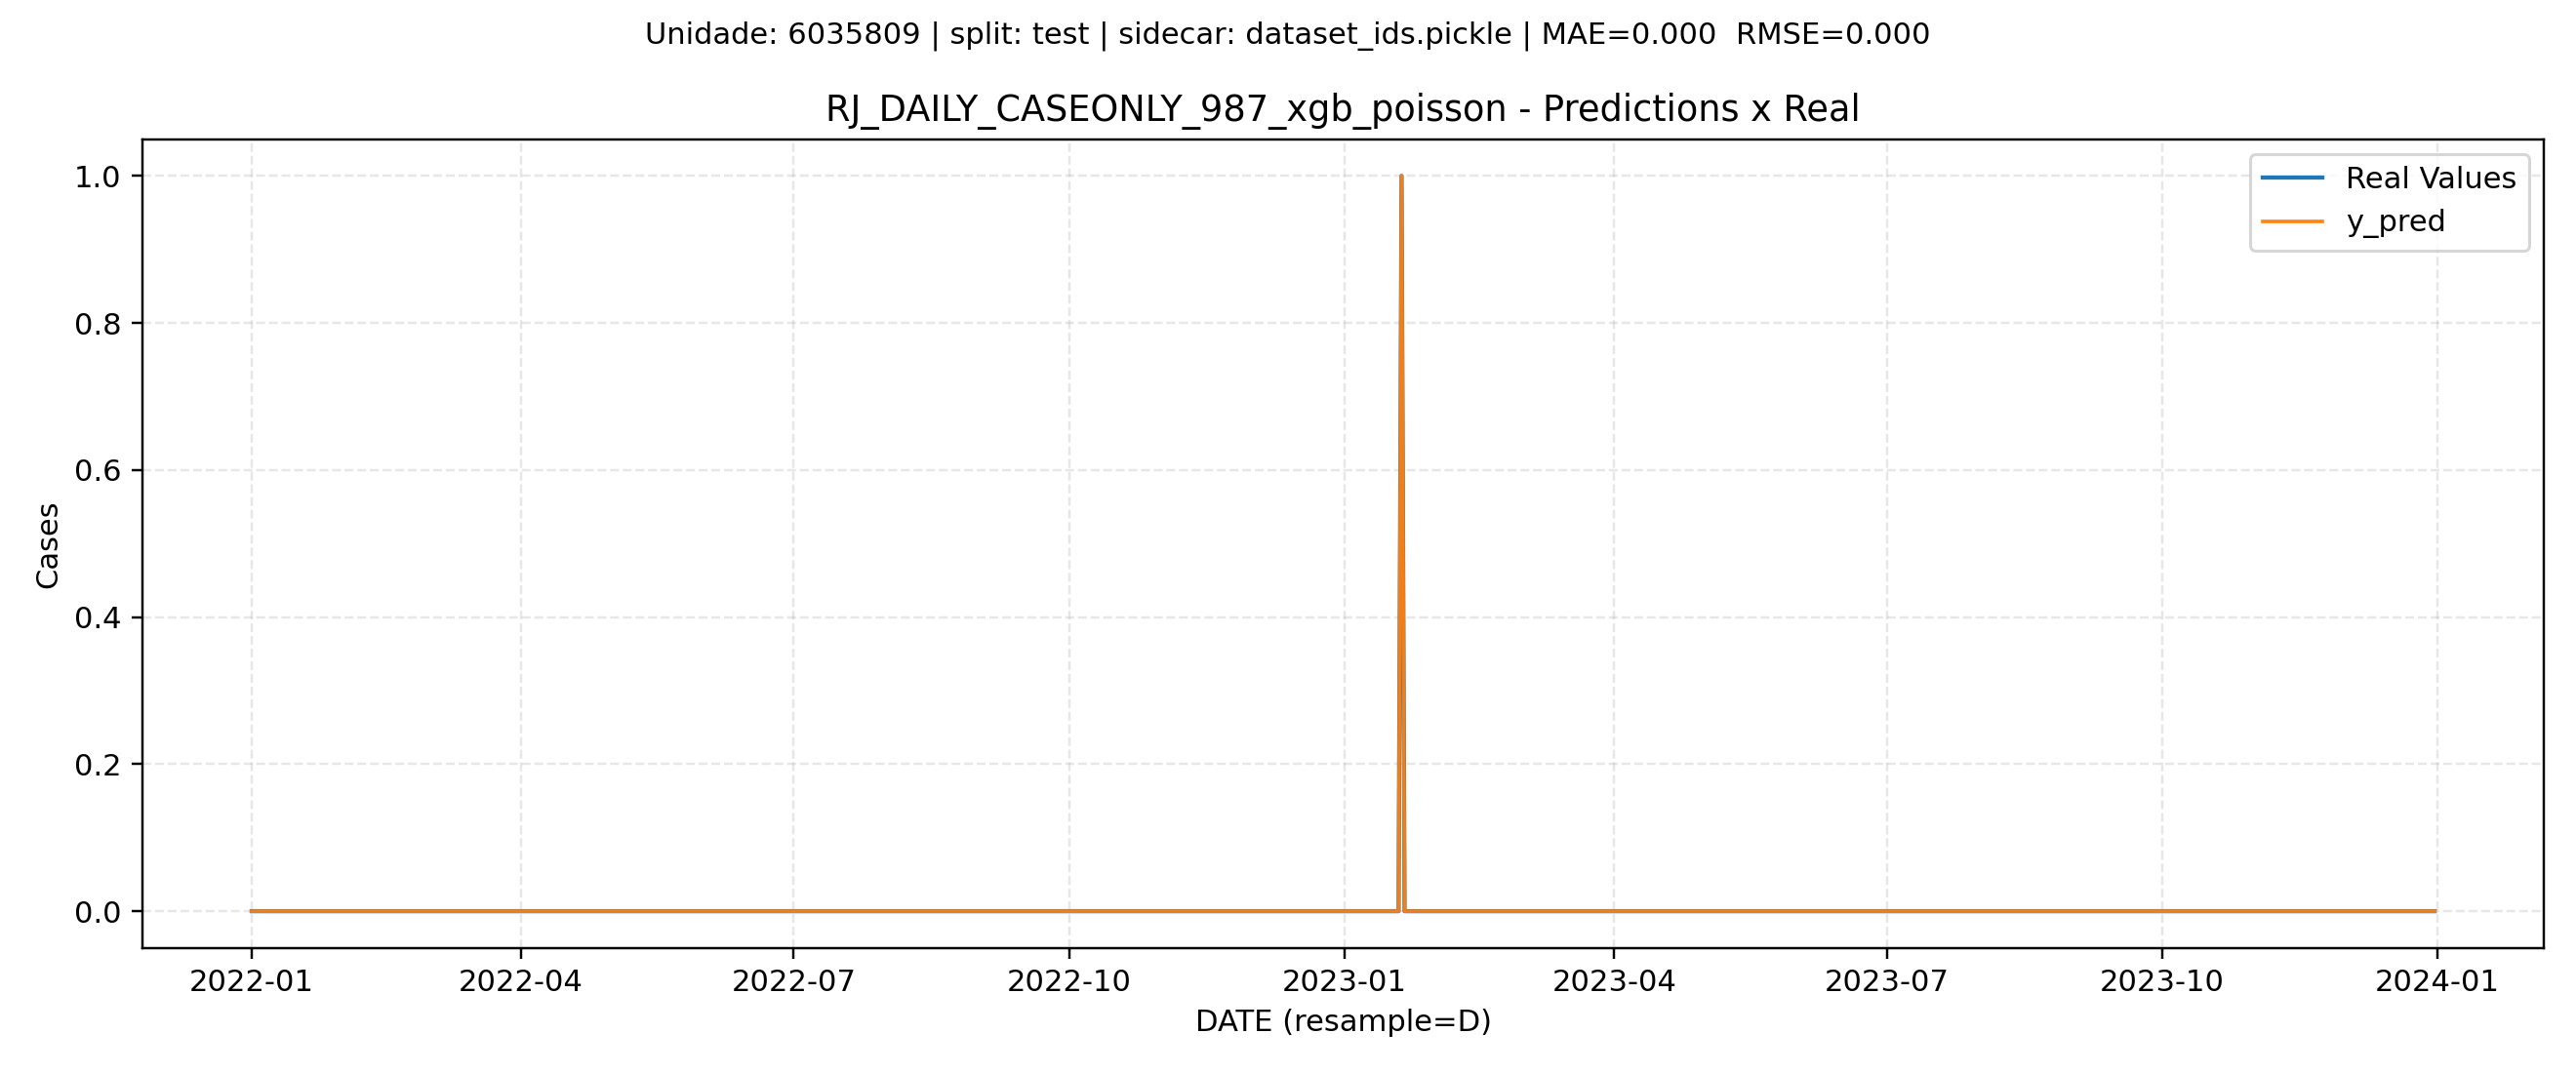 Unidade: 6035809 | split: test | sidecar: dataset_ids.pickle | MAE=0.000  RMSE=0.000
RJ_DAILY_CASEONLY_987_xgb_poisson - Predictions x Real
Real Values
y_pred
Cases
1.0
0.8
0.6
0.4
0.2
0.0
2022-01 2022-04 2022-07 2022-10 2023-01 2023-04 2023-07 2023-10 2024-01
DATE (resample=D)